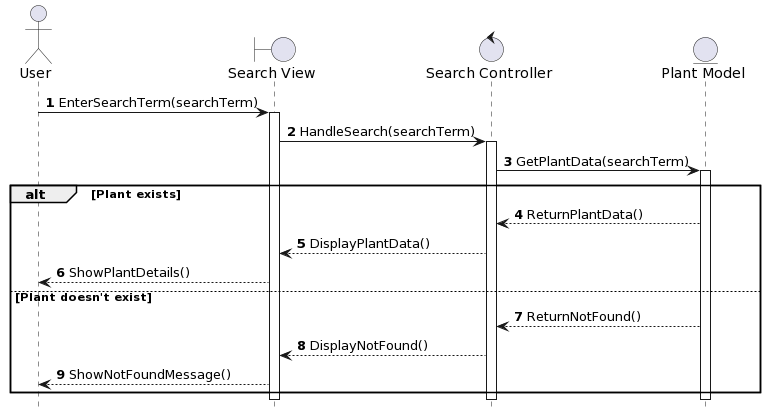 User
Search View
Search Controller
Plant Model
1 EnterSearchTerm(searchTerm)
2 HandleSearch(searchTerm)
3 GetPlantData(searchTerm)
alt [Plant exists]
4 ReturnPlantData()
5 DisplayPlantData()
6 ShowPlantDetails()
[Plant doesn't exist]
7 ReturnNotFound()
8 DisplayNotFound()
9 ShowNotFoundMessage()